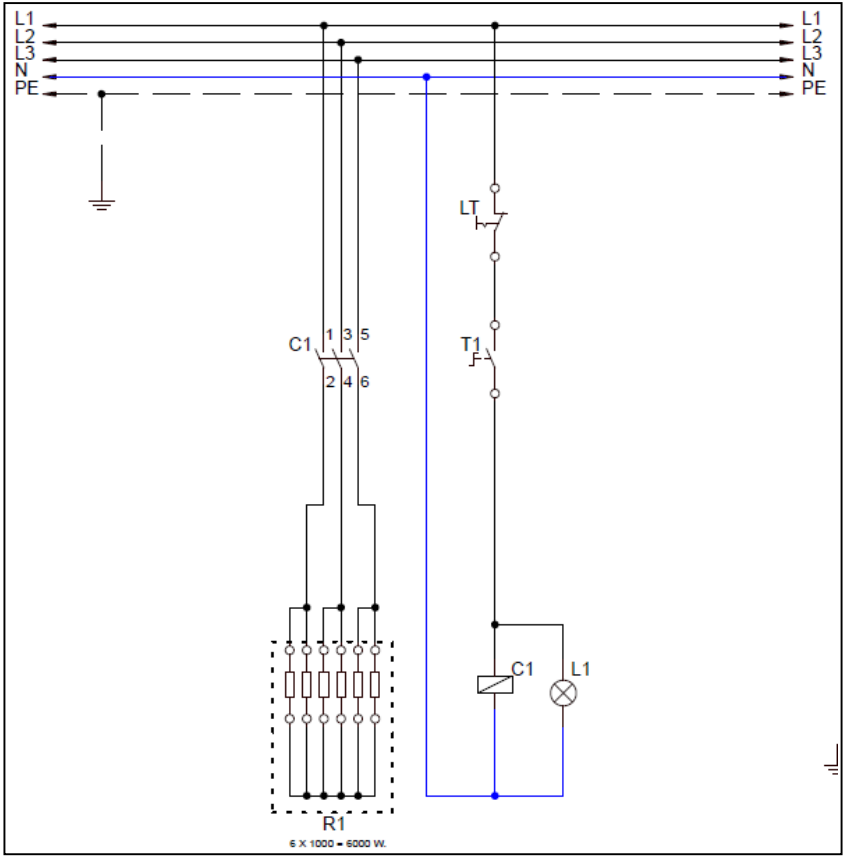 L1 L1
L2 L2
L3 L3
N N
PE PE
LT
C1 1 3 5
T1
2 4 6
C1 L1
R1
6 X 1000 = 6000 W.